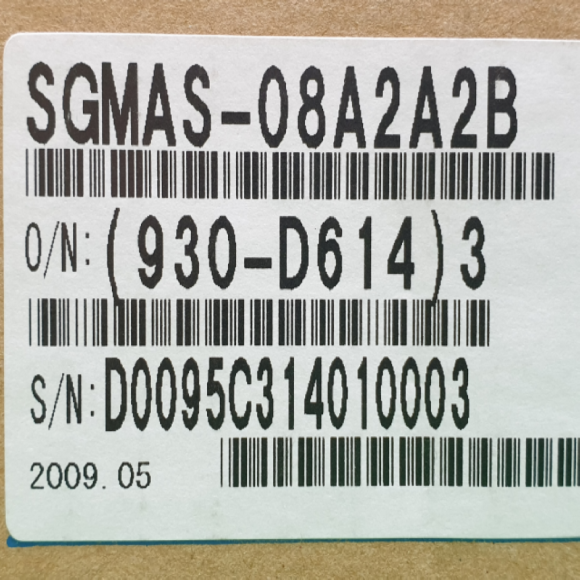 SGMAS-08A2A2B
O/N: (930-D614)3
S/N: D0095C314010003
2009.05